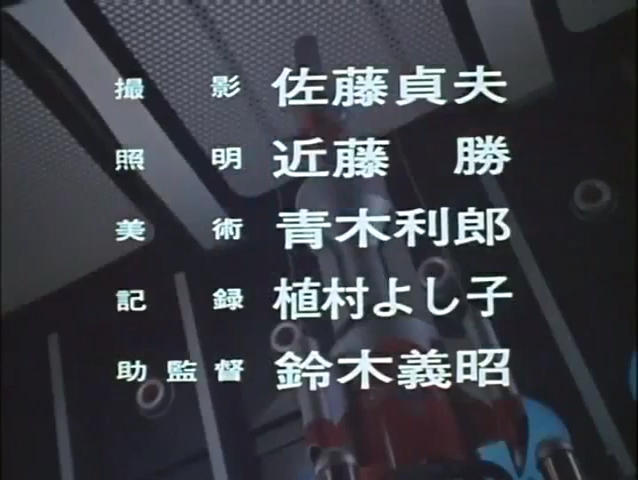 撮影 佐藤貞夫
照明 近藤 勝
美術 青木利郎
記録 植村よし子
助監督 鈴木義昭